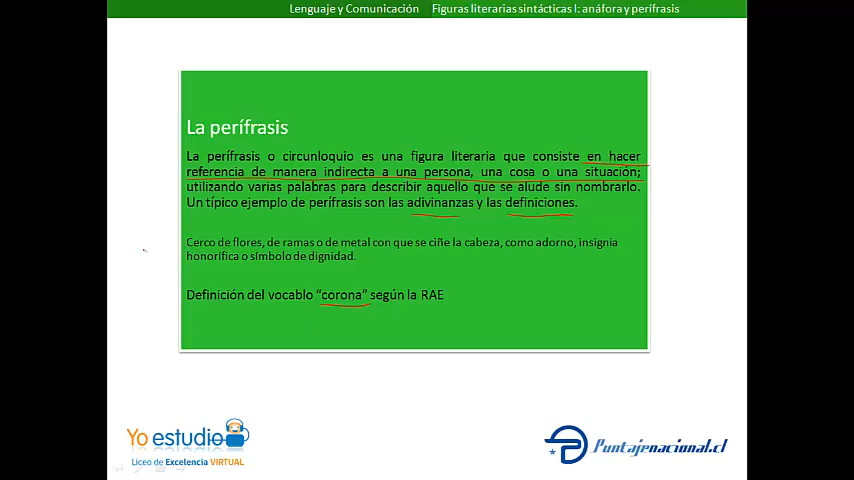 Lenguaje y Comunicación Figuras literarias sintácticas I: anáfora y perífrasis
La perífrasis
La perífrasis o circunloquio es una figura literaria que consiste en hacer
referencia de manera indirecta a una persona, una cosa o una situación;
utilizando varias palabras para describir aquello que se alude sin nombrarlo.
Un típico ejemplo de perífrasis son las adivinanzas y las definiciones.
Cerco de flores, de ramas o de metal con que se ciñe la cabeza, como adorno, insignia
honorífica o símbolo de dignidad.
Definición del vocablo “corona” según la RAE
Yo estudio
Liceo de Excelencia VIRTUAL
Puntajenacional.cl